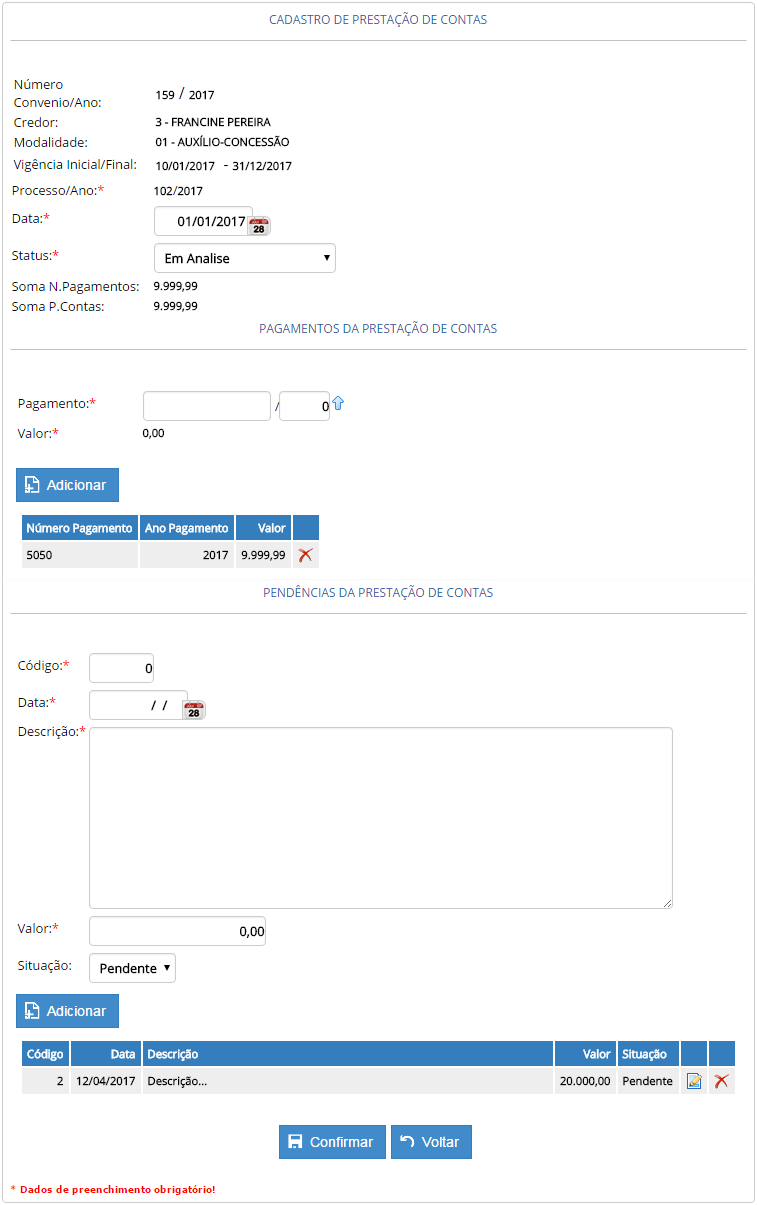 CADASTRO DE PRESTAÇÃO DE CONTAS
Número
Convenio/Ano: 159 / 2017
Credor: 3 - FRANCINE PEREIRA
Modalidade: 01 - AUXÍLIO-CONCESSÃO
Vigência Inicial/Final: 10/01/2017 - 31/12/2017
Processo/Ano:* 102/2017
Data:* 01/01/2017 28
Status:* Em Analise
Soma N.Pagamentos: 9.999,99
Soma P.Contas: 9.999,99
PAGAMENTOS DA PRESTAÇÃO DE CONTAS
Pagamento:* / 0
Valor:* 0,00
Adicionar
Número Pagamento Ano Pagamento Valor
5050 2017 9.999,99
PENDÊNCIAS DA PRESTAÇÃO DE CONTAS
Código:* 0
Data:* / / 28
Descrição:*
Valor:* 0,00
Situação: Pendente
Adicionar
Código Data Descrição Valor Situação
2 12/04/2017 Descrição... 20.000,00 Pendente
Confirmar Voltar
* Dados de preenchimento obrigatório!